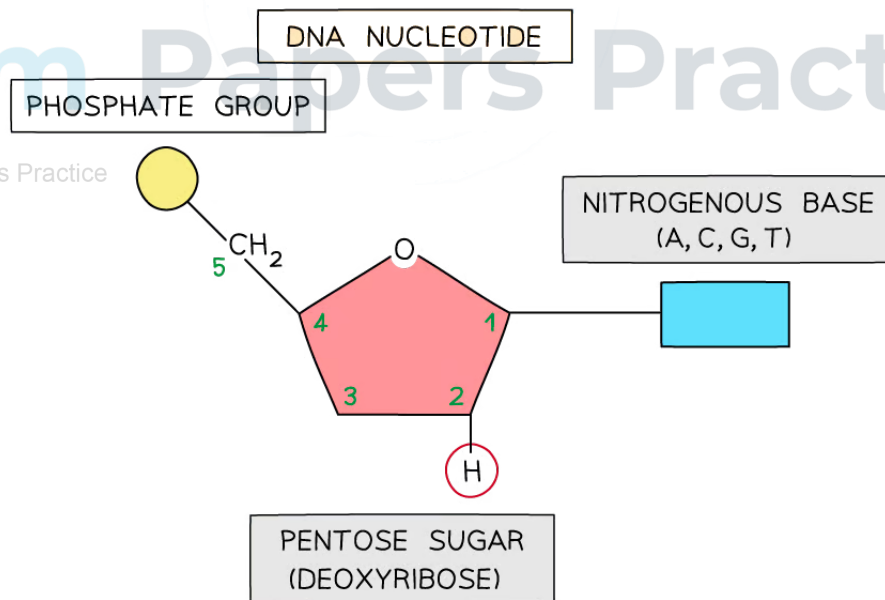 DNA NUCLEOTIDE
m Papers Pract
PHOSPHATE GROUP
s Practice
NITROGENOUS BASE
(A, C, G, T)
CH2
5
O
4
1
3
2
H
PENTOSE SUGAR
(DEOXYRIBOSE)